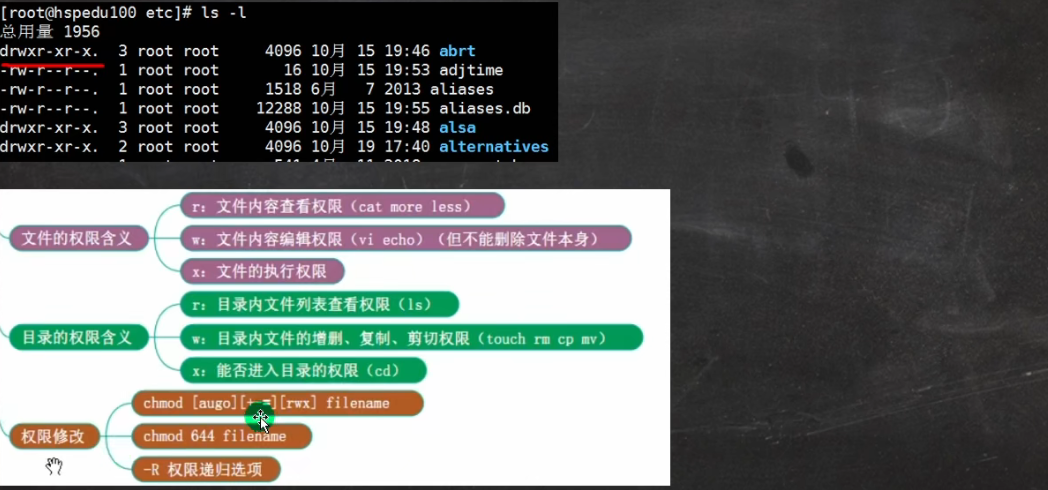 [root@hspedu100 etc]# ls -l
总用量 1956
drwxr-xr-x. 3 root root 4096 10月 15 19:46 abrt
-rw-r--r--. 1 root root 16 10月 15 19:53 adjtime
-rw-r--r--. 1 root root 1518 6月 7 2013 aliases
-rw-r--r--. 1 root root 12288 10月 15 19:55 aliases.db
drwxr-xr-x. 3 root root 4096 10月 15 19:48 alsa
drwxr-xr-x. 2 root root 4096 10月 19 17:40 alternatives
文件的权限含义
r: 文件内容查看权限（cat more less）
w: 文件内容编辑权限（vi echo）（但不能删除文件本身）
x: 文件的执行权限
目录的权限含义
r: 目录内文件列表查看权限（ls）
w: 目录内文件的增删、复制、剪切权限（touch rm cp mv）
x: 能否进入目录的权限（cd）
权限修改
chmod [augo][+-=][rwx] filename
chmod 644 filename
-R 权限递归选项